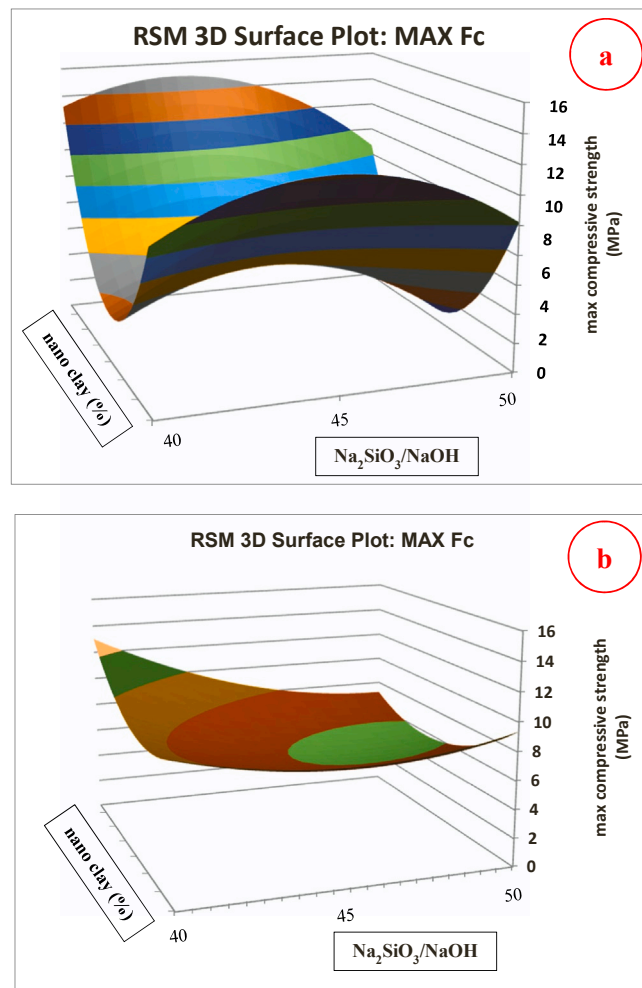 RSM 3D Surface Plot: MAX Fc
a
16
14
12
10
8
6
4
2
0
max compressive strength
(MPa)
nano clay (%)
40
45
50
Na₂SiO₃/NaOH
RSM 3D Surface Plot: MAX Fc
b
16
14
12
10
8
6
4
2
0
max compressive strength
(MPa)
nano clay (%)
40
45
50
Na₂SiO₃/NaOH